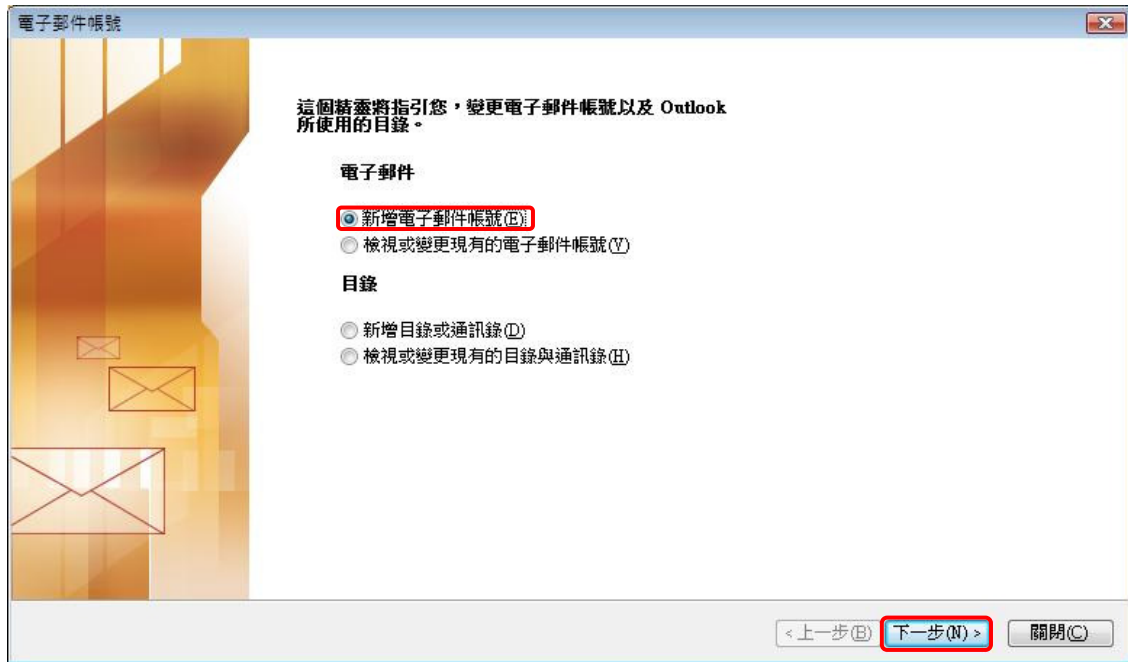 電子郵件帳號
這個精靈將指引您，變更電子郵件帳號以及 Outlook
所使用的目錄。
電子郵件
新增電子郵件帳號(E)
檢視或變更現有的電子郵件帳號(V)
目錄
新增目錄或通訊錄(D)
檢視或變更現有的目錄與通訊錄(H)
<上一步(B) 下一步(N) > 關閉(C)